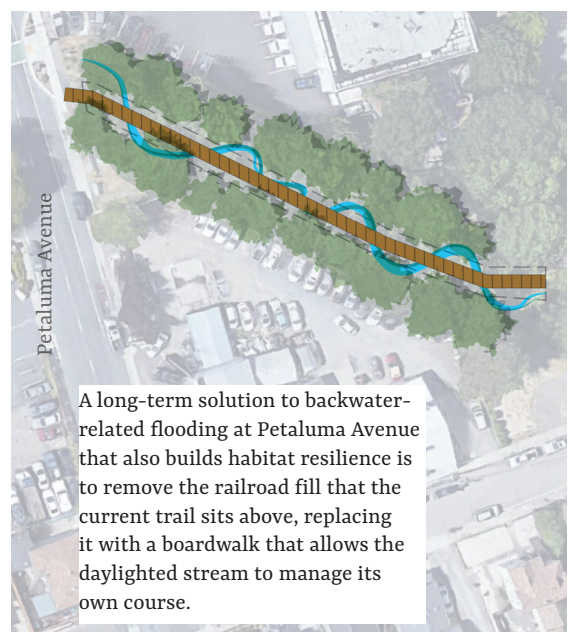 Petaluma Avenue
A long-term solution to backwater-
related flooding at Petaluma Avenue
that also builds habitat resilience is
to remove the railroad fill that the
current trail sits above, replacing
it with a boardwalk that allows the
daylighted stream to manage its
own course.